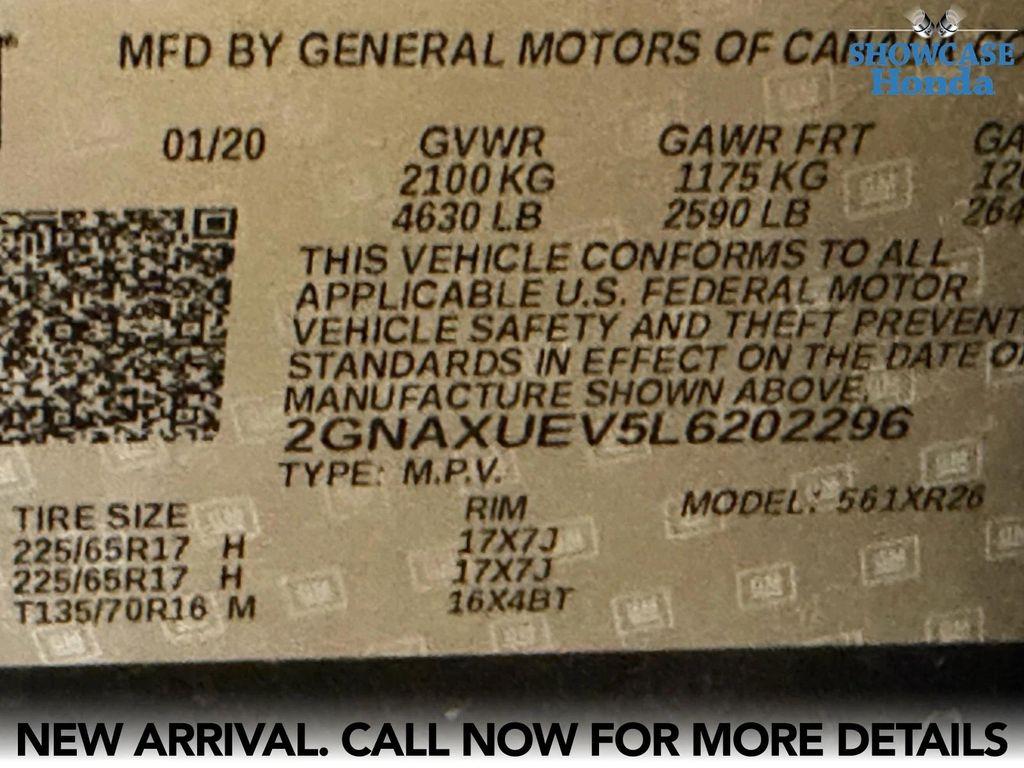 MFD BY GENERAL MOTORS OF
SHOWCASE
Honda
01/20 GVWR GAWR FRT
2100 KG 1175 KG
4630 LB 2590 LB
THIS VEHICLE CONFORMS TO ALL
APPLICABLE U.S. FEDERAL MOTOR
VEHICLE SAFETY AND THEFT PREVENT
STANDARDS IN EFFECT ON THE DATE
MANUFACTURE SHOWN ABOVE.
2GNAXUEV5L6202296
TYPE: M.P.V.
MODEL: 561XR26
TIRE SIZE RIM
225/65R17 H 17X7J
225/65R17 H 17X7J
T135/70R16 M 16X4BT
NEW ARRIVAL. CALL NOW FOR MORE DETAILS